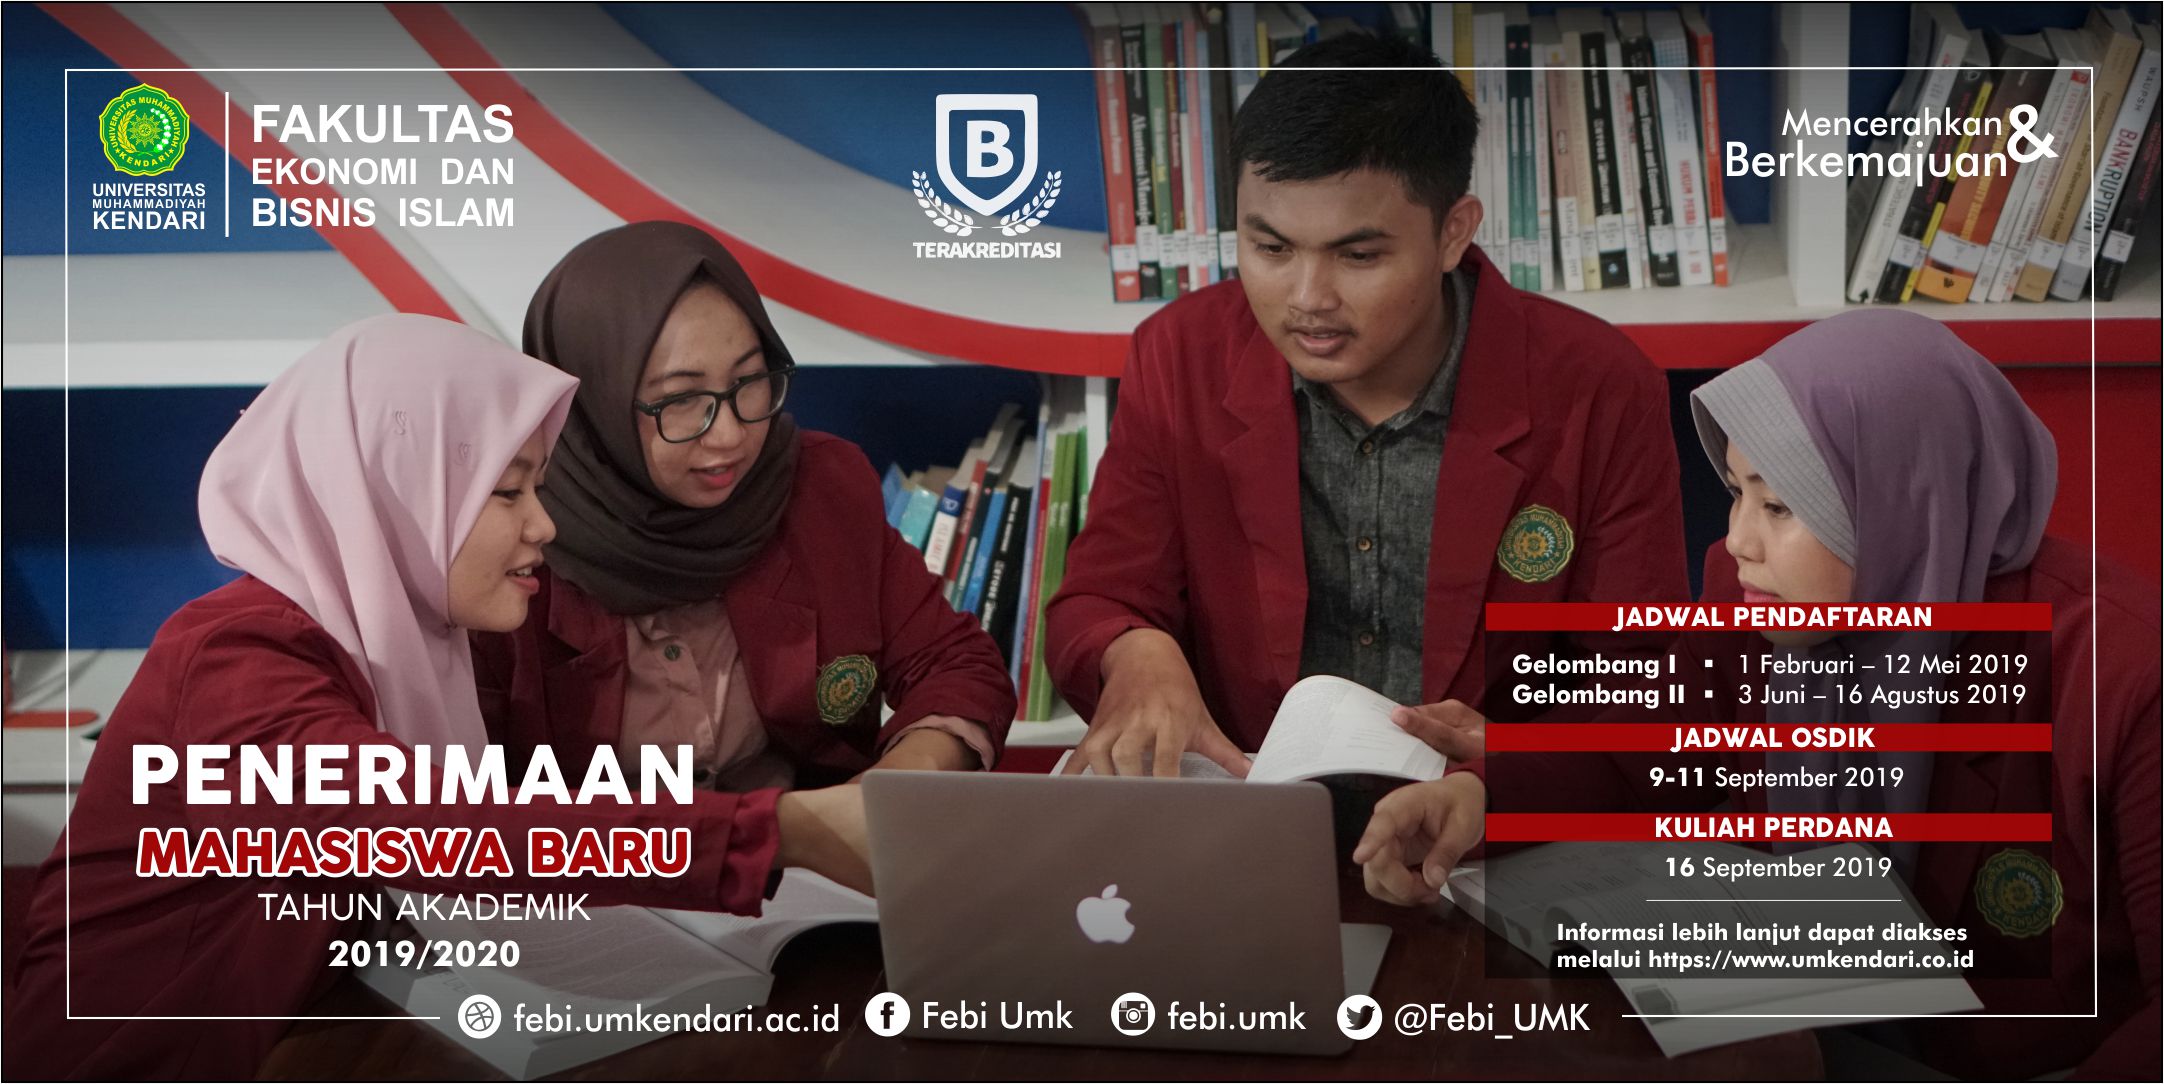 UNIVERSITAS MUHAMMADIYAH
KENDARI
UNIVERSITAS
MUHAMMADIYAH
KENDARI
FAKULTAS
EKONOMI DAN
BISNIS ISLAM
B
TERAKREDITASI
Mencerahkan &
Berkemajuan
BANKRUPTION
UNIVERSITAS MUHAMMADIYAH
KENDARI
JADWAL PENDAFTARAN
Gelombang I ▪ 1 Februari – 12 Mei 2019
Gelombang II ▪ 3 Juni – 16 Agustus 2019
JADWAL OSDIK
9-11 September 2019
KULIAH PERDANA
16 September 2019
Informasi lebih lanjut dapat diakses
melalui https://www.umkendari.co.id
PENERIMAAN
MAHASISWA BARU
TAHUN AKADEMIK
2019/2020
febi.umkendari.ac.id
Febi Umk
febi.umk
@Febi_UMK